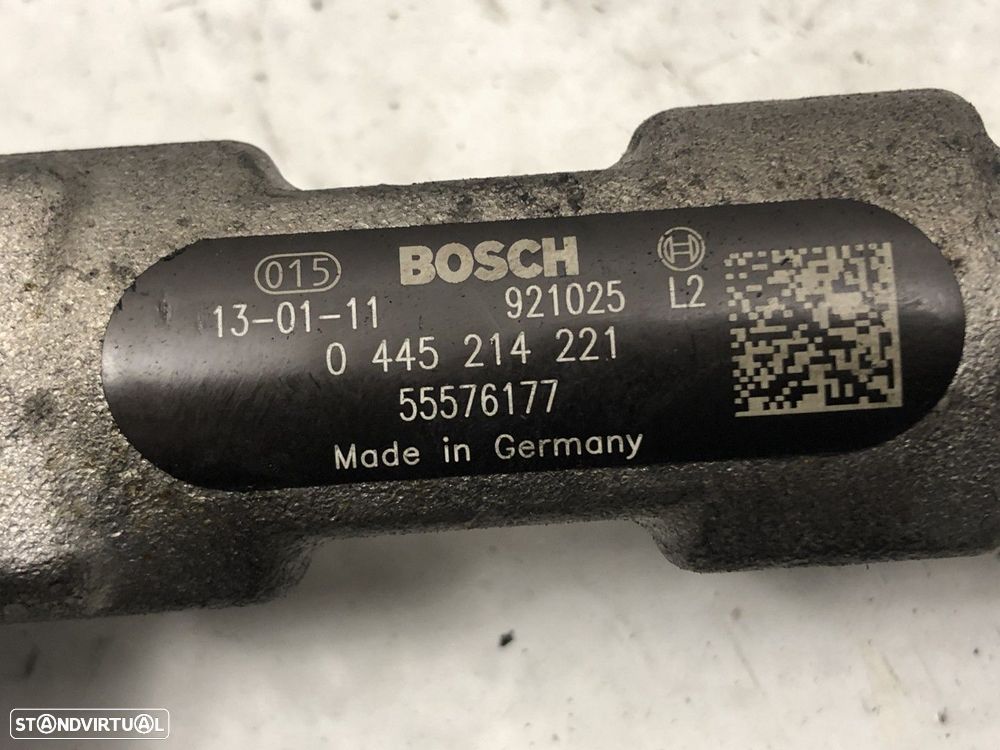 015 BOSCH
13-01-11 921025 L2
0 445 214 221
55576177
Made in Germany
STANDVIRTUAL